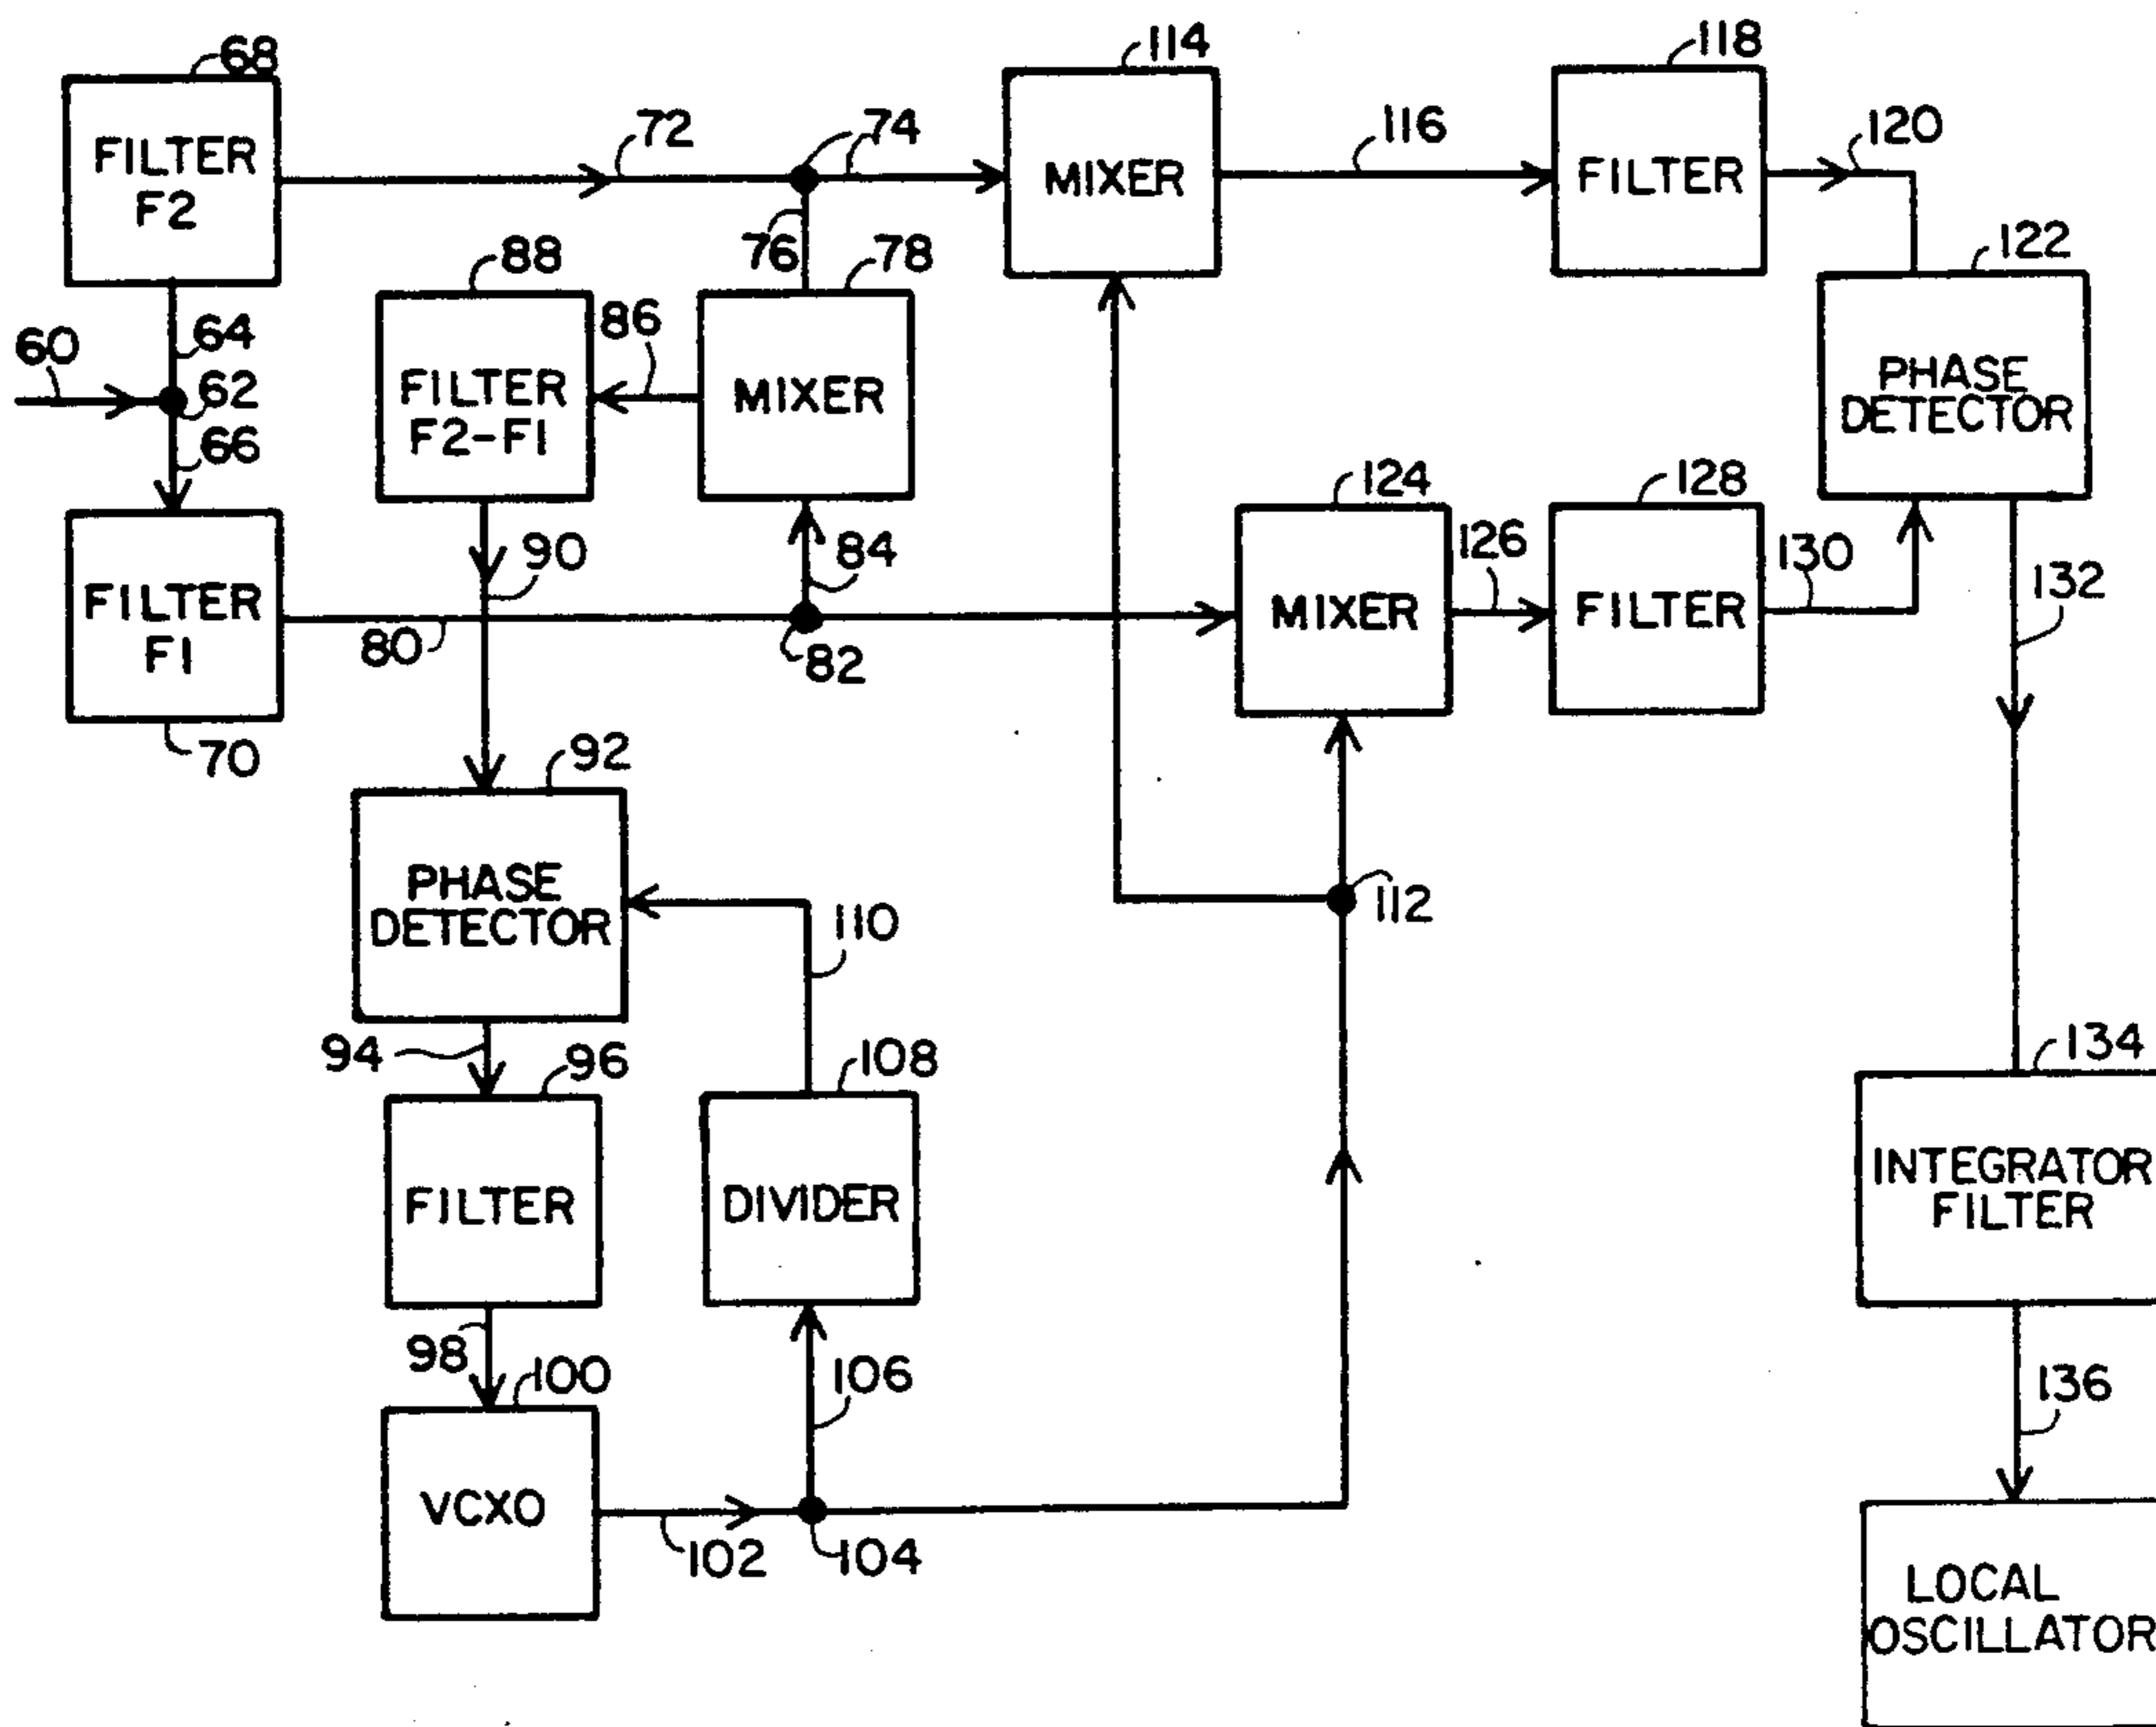 68
FILTER
F2
72
74
114
MIXER
116
118
FILTER
120
76
78
88
86
122
60
64
62
66
FILTER
F2-F1
MIXER
PHASE
DETECTOR
124
126
128
130
90
84
132
FILTER
F1
80
82
MIXER
FILTER
70
92
PHASE
DETECTOR
110
112
94
96
108
134
FILTER
DIVIDER
INTEGRATOR
FILTER
98
100
106
136
VCXO
102
104
LOCAL
OSCILLATOR